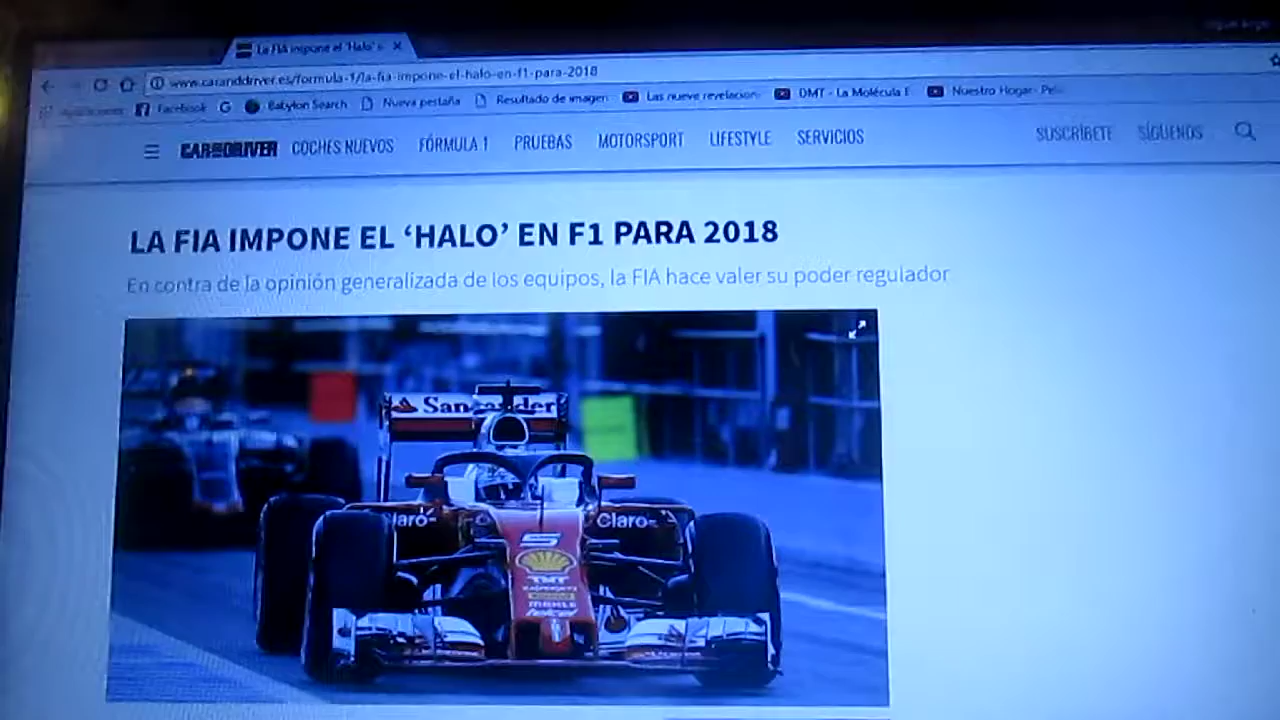 La FIA impone el 'Halo' e
www.caranddriver.es/formula-1/la-fia-impone-el-halo-en-f1-para-2018
Aplicaciones Facebook G Babylon Search Nueva pestaña Resultado de imagen Las nueve revelacion DMT - La Molécula E Nuestro Hogar- Pel
CAR AND DRIVER COCHES NUEVOS FÓRMULA 1 PRUEBAS MOTORSPORT LIFESTYLE SERVICIOS SUSCRÍBETE SÍGUENOS
LA FIA IMPONE EL ‘HALO’ EN F1 PARA 2018
En contra de la opinión generalizada de los equipos, la FIA hace valer su poder regulador
Santander
Claro-
5
TMT
MAHLE